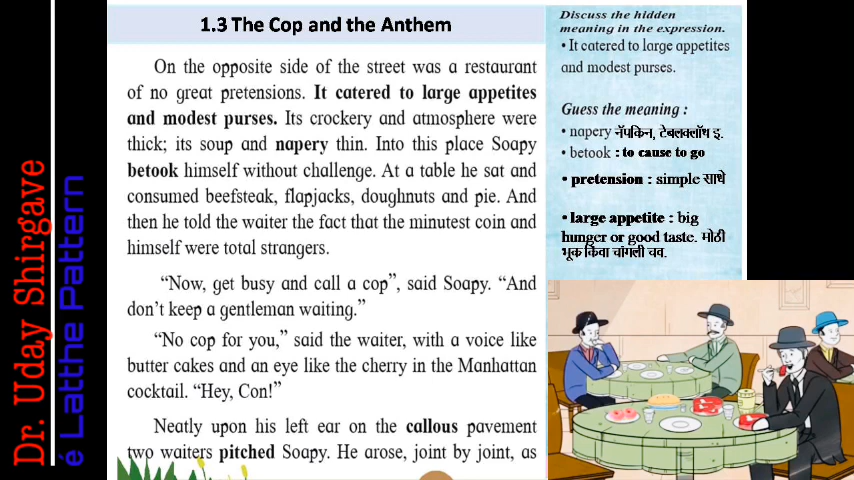 Dr. Uday Shirgave
é Latthe Pattern
1.3 The Cop and the Anthem
On the opposite side of the street was a restaurant
of no great pretensions. It catered to large appetites
and modest purses. Its crockery and atmosphere were
thick; its soup and napery thin. Into this place Soapy
betook himself without challenge. At a table he sat and
consumed beefsteak, flapjacks, doughnuts and pie. And
then he told the waiter the fact that the minutest coin and
himself were total strangers.
“Now, get busy and call a cop”, said Soapy. “And
don’t keep a gentleman waiting.”
“No cop for you,” said the waiter, with a voice like
butter cakes and an eye like the cherry in the Manhattan
cocktail. “Hey, Con!”
Neatly upon his left ear on the callous pavement
two waiters pitched Soapy. He arose, joint by joint, as
Discuss the hidden
meaning in the expression.
• It catered to large appetites
and modest purses.
Guess the meaning :
• napery नॅपकिन, टेबलक्लॉथ इ.
• betook : to cause to go
• pretension : simple साधे
• large appetite : big
hunger or good taste. मोठी
भूक किंवा चांगली चव.